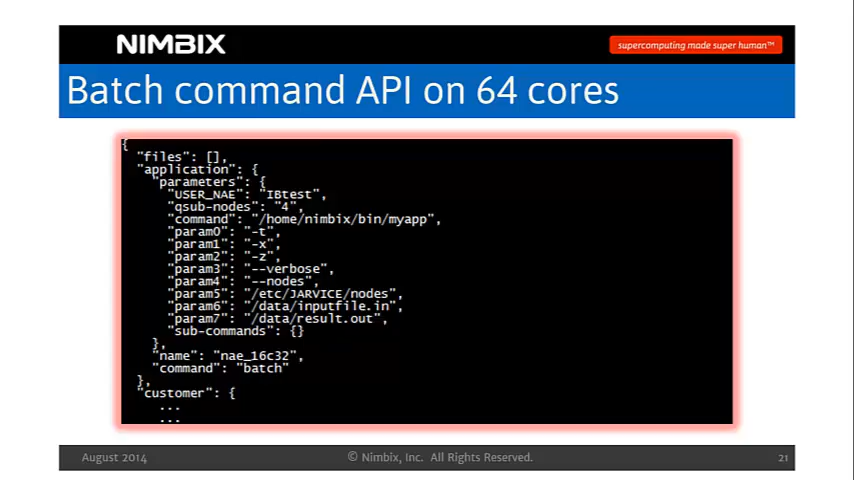 NIMBIX
supercomputing made super human™
Batch command API on 64 cores
{
"files": [],
"application": {
"parameters": {
"USER_NAE": "IBtest",
"qsub-nodes": "4",
"command": "/home/nimbix/bin/myapp",
"param0": "-t",
"param1": "-x",
"param2": "-z",
"param3": "--verbose",
"param4": "--nodes",
"param5": "/etc/JARVICE/nodes",
"param6": "/data/inputfile.in",
"param7": "/data/result.out",
"sub-commands": {}
},
"name": "nae_16c32",
"command": "batch"
},
"customer": {
...
...
August 2014
© Nimbix, Inc. All Rights Reserved.
21